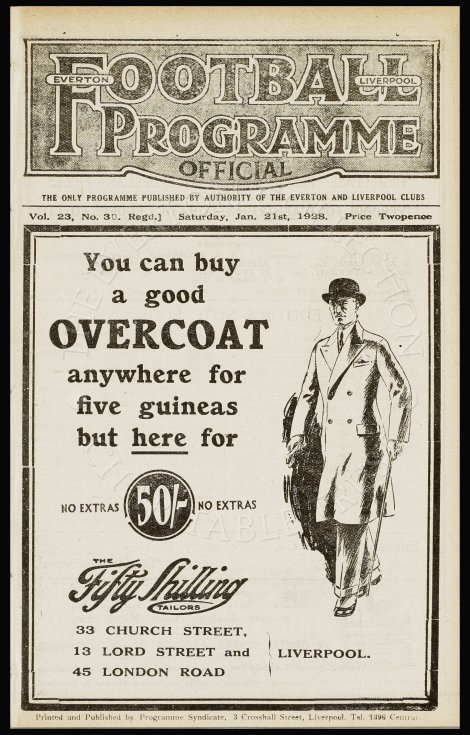 FOOTBALL
EVERTON LIVERPOOL
PROGRAMME
OFFICIAL
THE ONLY PROGRAMME PUBLISHED BY AUTHORITY OF THE EVERTON AND LIVERPOOL CLUBS
Vol. 23, No. 30. Regd.] Saturday, Jan. 21st, 1928. Price Twopence
You can buy
a good
OVERCOAT
anywhere for
five guineas
but here for
NO EXTRAS 50/- NO EXTRAS
THE
Fifty Shilling
TAILORS
33 CHURCH STREET,
13 LORD STREET and LIVERPOOL.
45 LONDON ROAD
Printed and Published by Programme Syndicate, 3 Crosshall Street, Liverpool. Tel. 1396 Central.